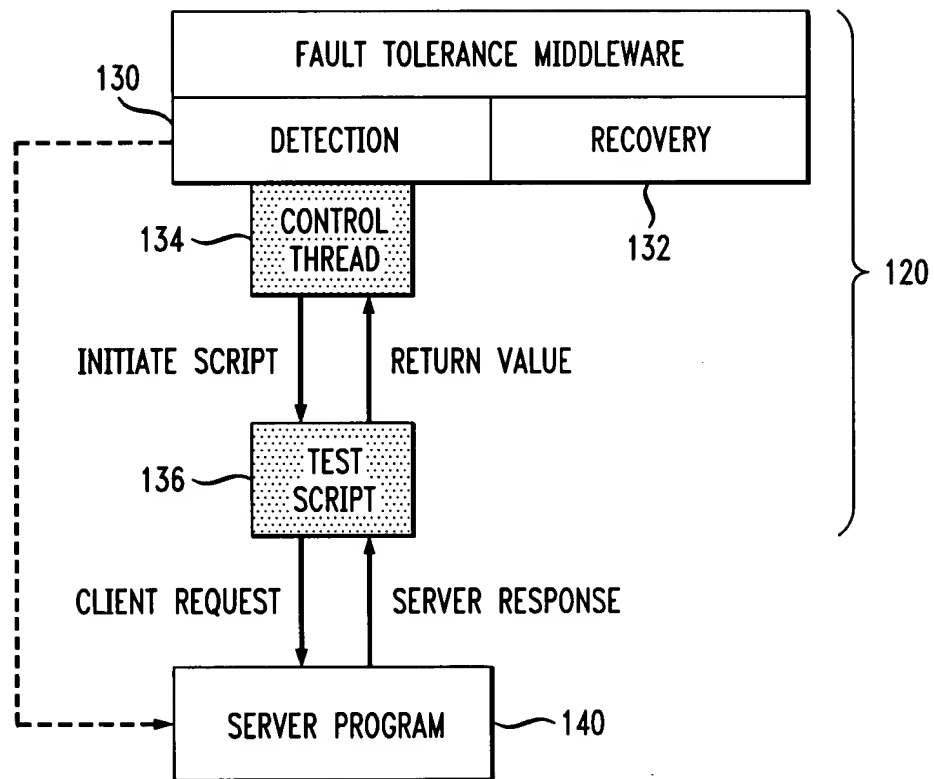 FAULT TOLERANCE MIDDLEWARE
130
DETECTION
RECOVERY
134
CONTROL
THREAD
132
120
INITIATE SCRIPT
RETURN VALUE
136
TEST
SCRIPT
CLIENT REQUEST
SERVER RESPONSE
SERVER PROGRAM
140